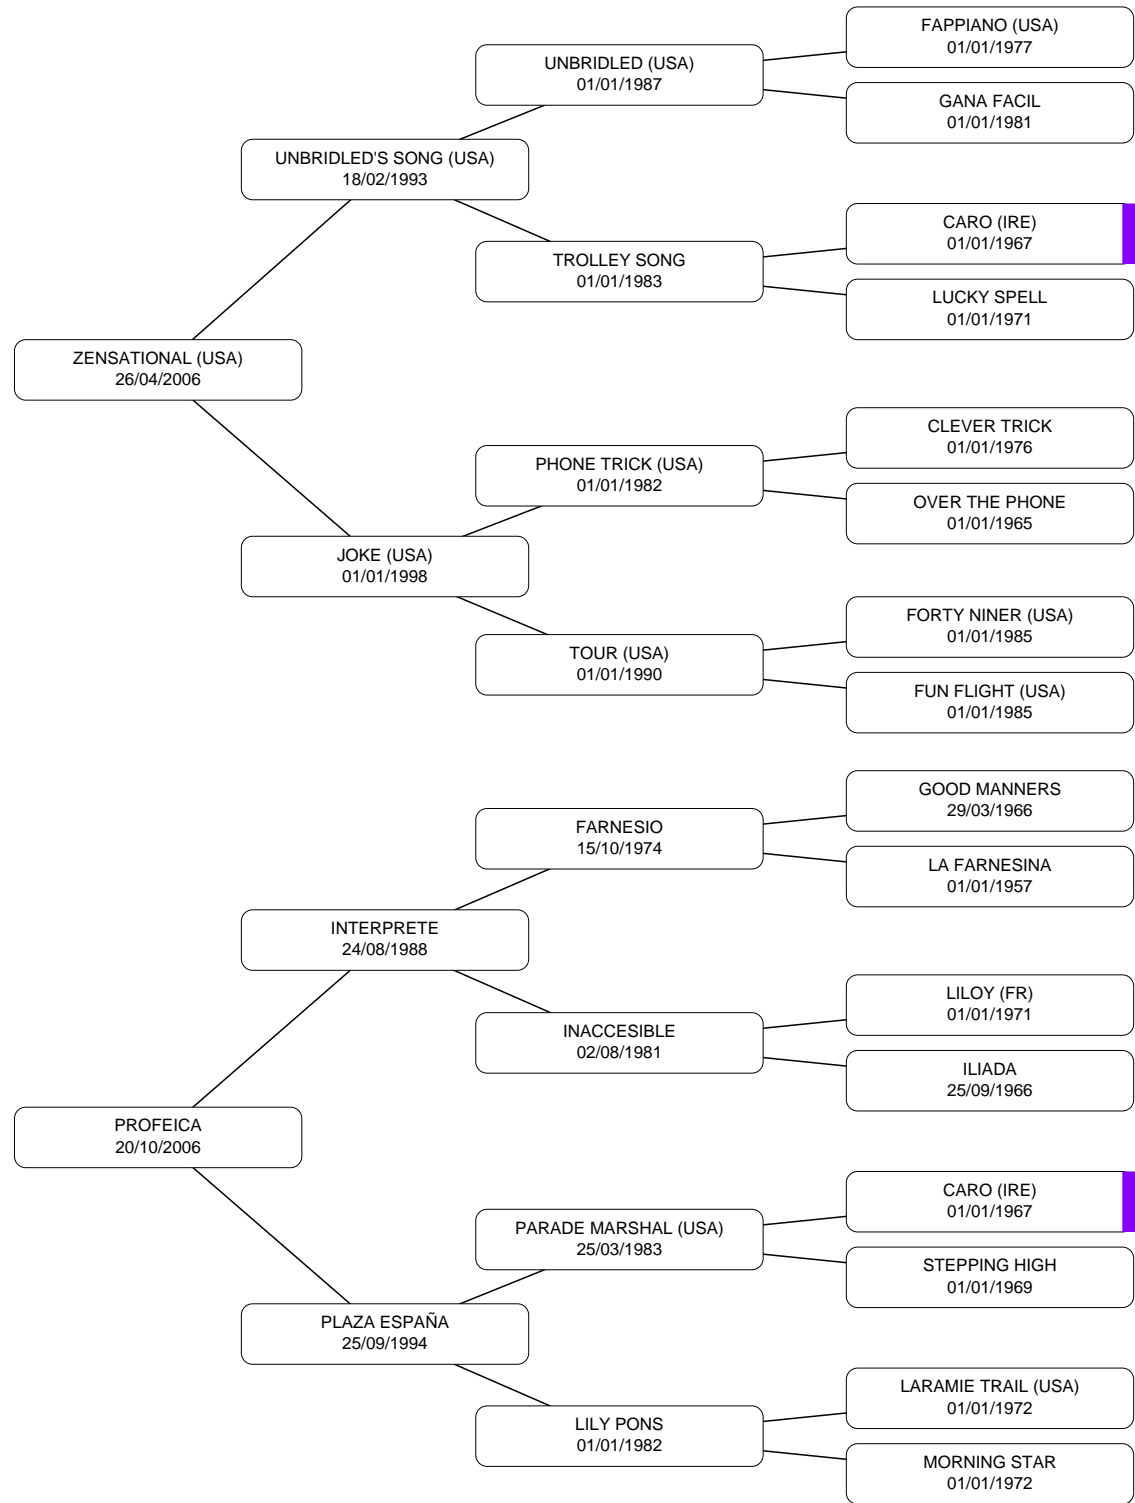 FAPPIANO (USA)
01/01/1977
UNBRIDLED (USA)
01/01/1987
GANA FACIL
01/01/1981
UNBRIDLED'S SONG (USA)
18/02/1993
CARO (IRE)
01/01/1967
TROLLEY SONG
01/01/1983
LUCKY SPELL
01/01/1971
ZENSATIONAL (USA)
26/04/2006
CLEVER TRICK
01/01/1976
PHONE TRICK (USA)
01/01/1982
OVER THE PHONE
01/01/1965
JOKE (USA)
01/01/1998
FORTY NINER (USA)
01/01/1985
TOUR (USA)
01/01/1990
FUN FLIGHT (USA)
01/01/1985
GOOD MANNERS
29/03/1966
FARNESIO
15/10/1974
LA FARNESINA
01/01/1957
INTERPRETE
24/08/1988
LILOY (FR)
01/01/1971
INACCESIBLE
02/08/1981
ILIADA
25/09/1966
PROFEICA
20/10/2006
CARO (IRE)
01/01/1967
PARADE MARSHAL (USA)
25/03/1983
STEPPING HIGH
01/01/1969
PLAZA ESPAÑA
25/09/1994
LARAMIE TRAIL (USA)
01/01/1972
LILY PONS
01/01/1982
MORNING STAR
01/01/1972